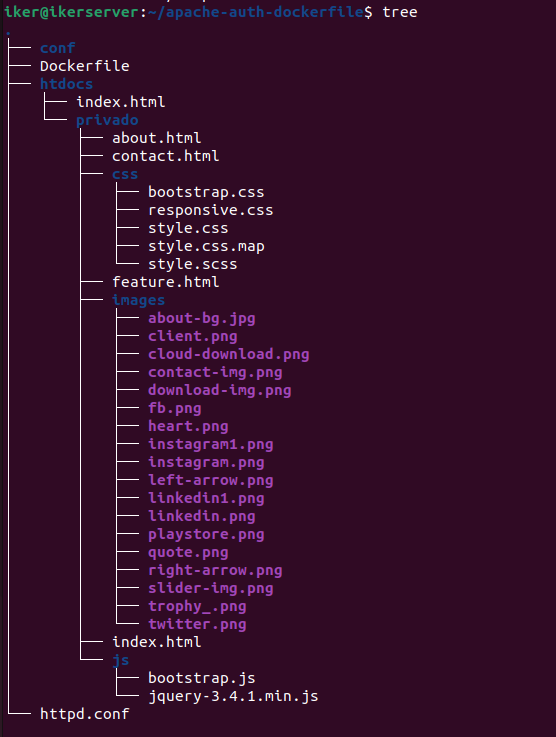 iker@ikerserver:~/apache-auth-dockerfile$ tree
.
├── conf
├── Dockerfile
├── htdocs
│   ├── index.html
│   └── privado
│       ├── about.html
│       ├── contact.html
│       ├── css
│       │   ├── bootstrap.css
│       │   ├── responsive.css
│       │   ├── style.css
│       │   ├── style.css.map
│       │   └── style.scss
│       ├── feature.html
│       ├── images
│       │   ├── about-bg.jpg
│       │   ├── client.png
│       │   ├── cloud-download.png
│       │   ├── contact-img.png
│       │   ├── download-img.png
│       │   ├── fb.png
│       │   ├── heart.png
│       │   ├── instagram1.png
│       │   ├── instagram.png
│       │   ├── left-arrow.png
│       │   ├── linkedin1.png
│       │   ├── linkedin.png
│       │   ├── playstore.png
│       │   ├── quote.png
│       │   ├── right-arrow.png
│       │   ├── slider-img.png
│       │   ├── trophy_.png
│       │   └── twitter.png
│       ├── index.html
│       └── js
│           ├── bootstrap.js
│           └── jquery-3.4.1.min.js
└── httpd.conf